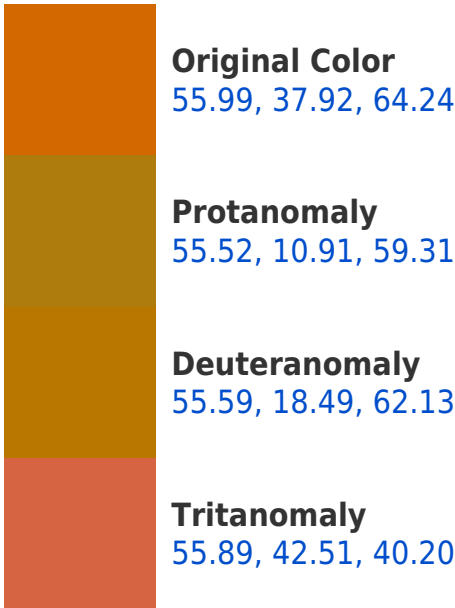 Original Color
55.99, 37.92, 64.24
Protanomaly
55.52, 10.91, 59.31
Deuteranomaly
55.59, 18.49, 62.13
Tritanomaly
55.89, 42.51, 40.20